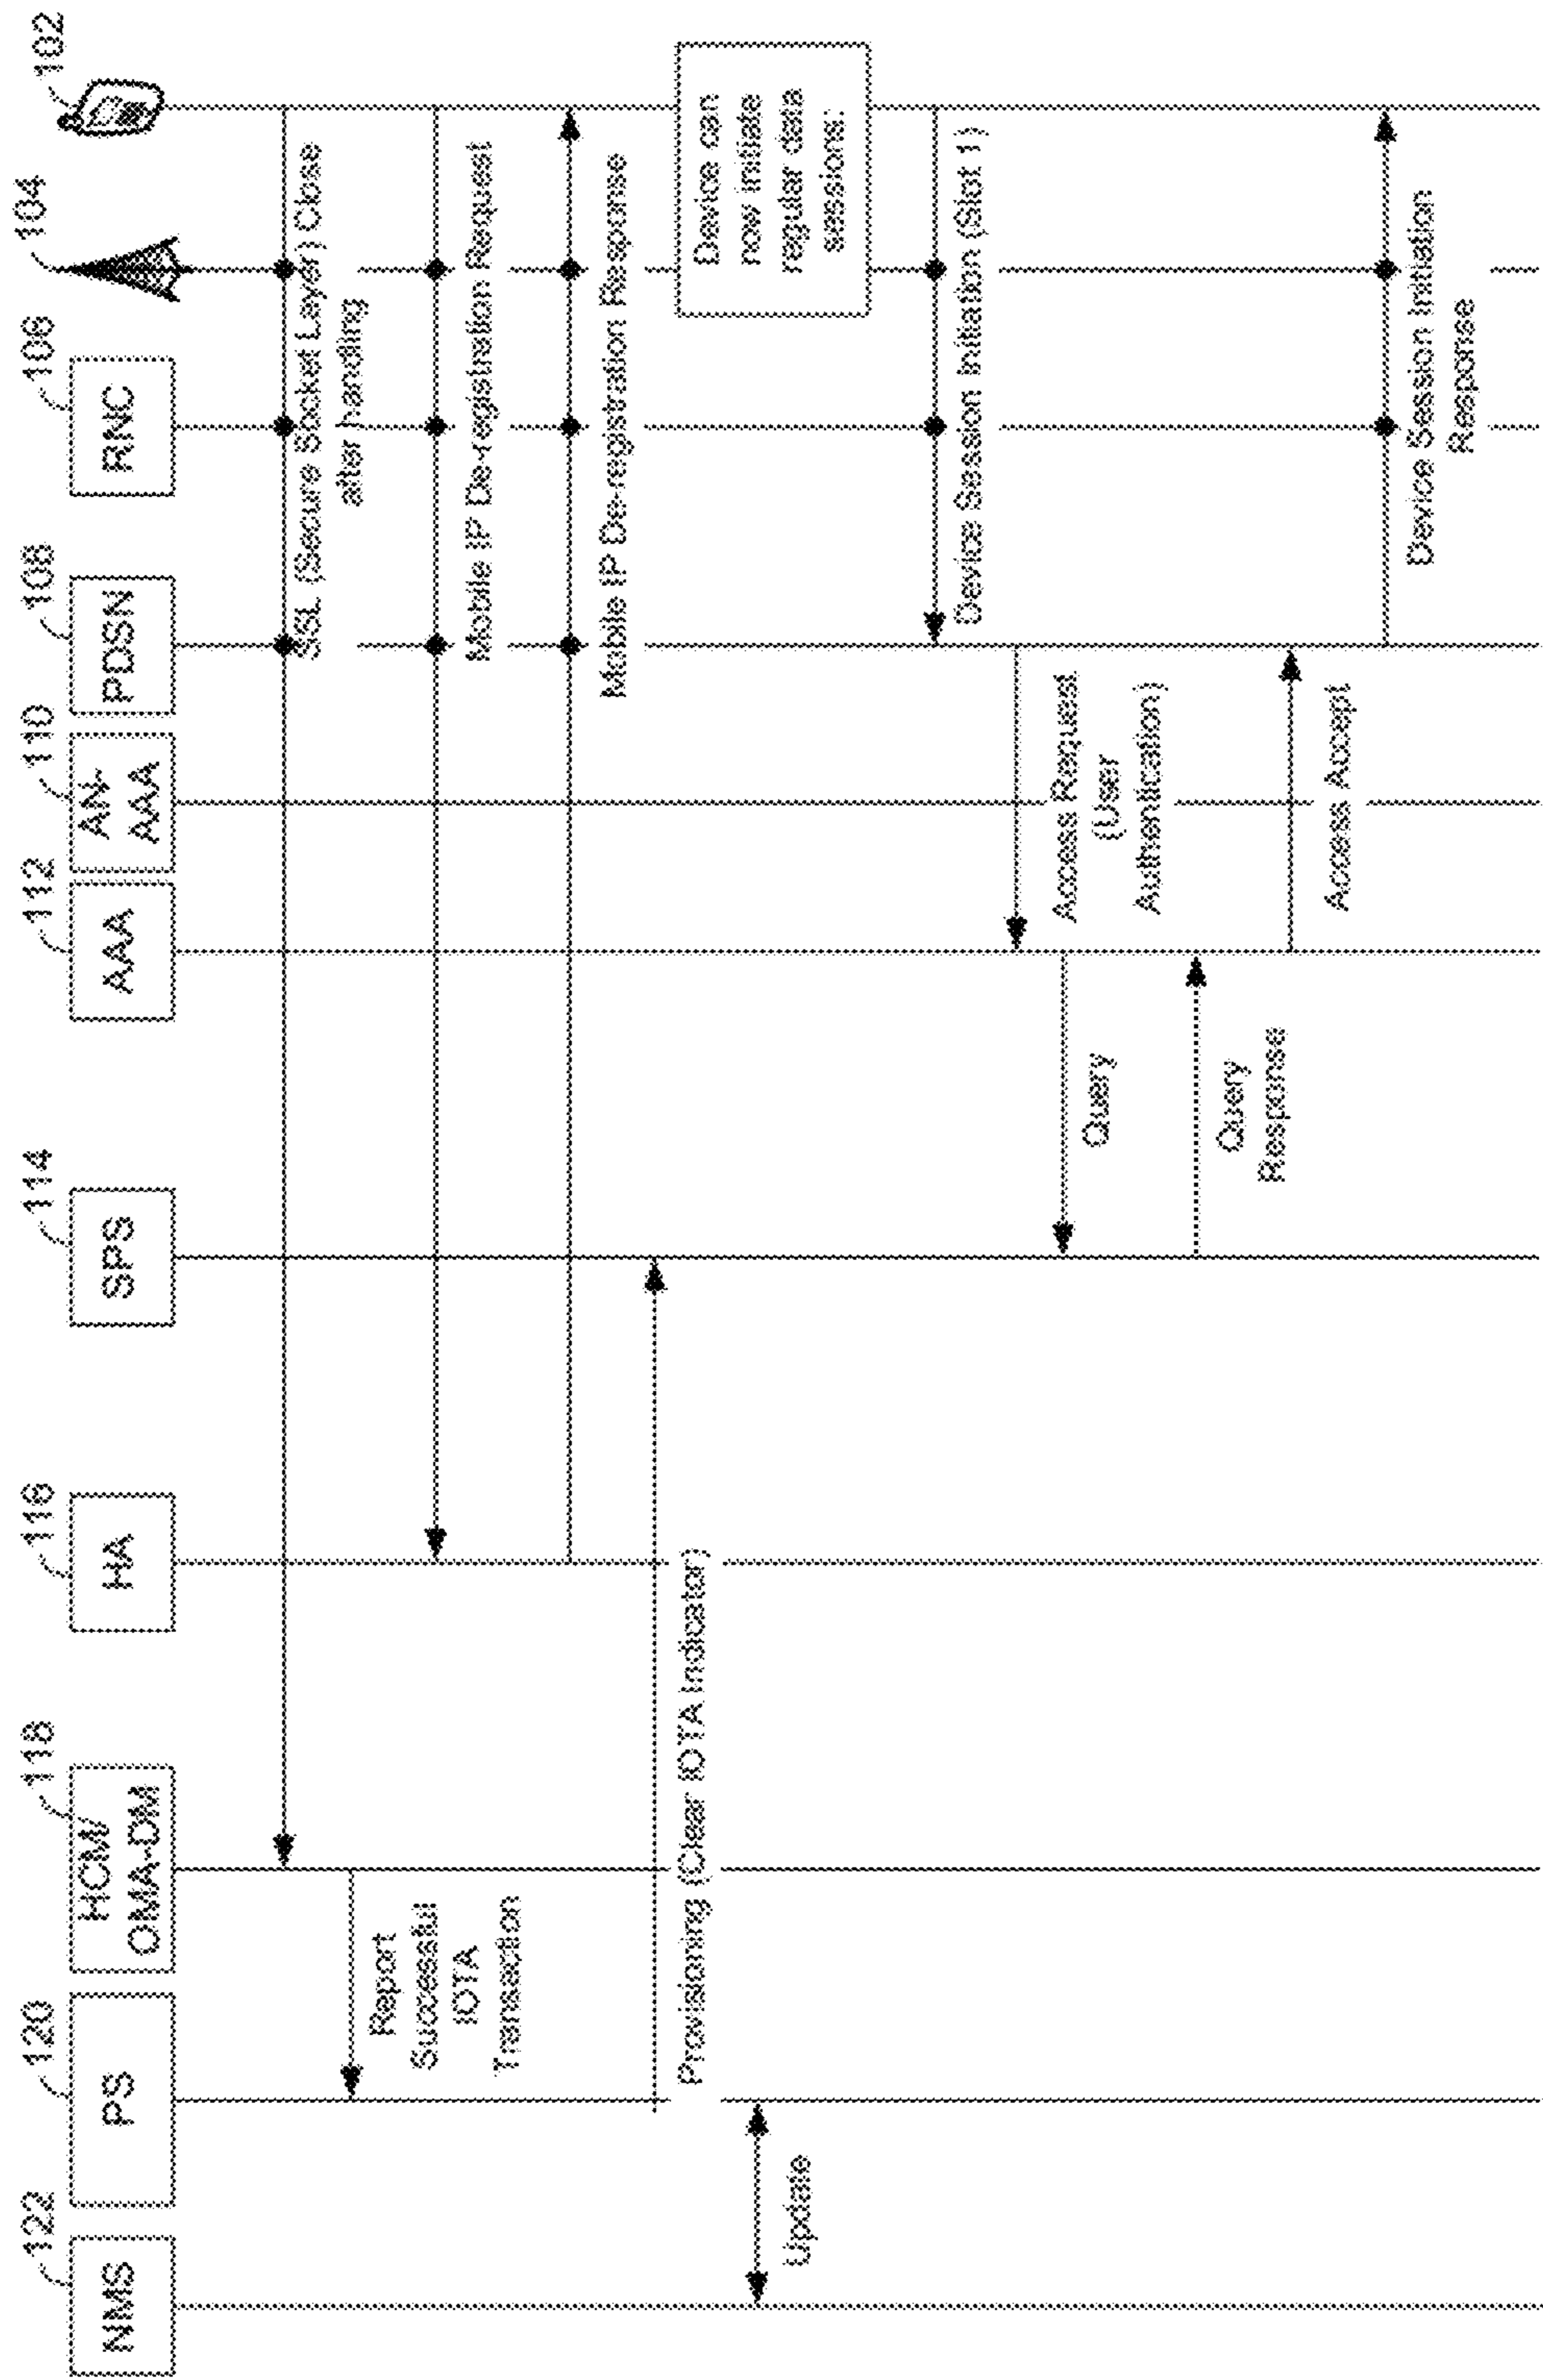 122
NMS
120
PS
118
HCM/
OMA-DM
116
HA
114
SPS
112
AAA
110
AN-
AAA
108
PDSN
106
RNC
104
102
SSL (Secure Socket Layer) Close
after handling
Report
Successful
IOTA
Transaction
Mobile IP De-registration Request
Mobile IP De-registration Response
Provisioning (Clear IOTA Indicator)
Device can
now initiate
regular data
sessions.
Update
Device Session Initiation (Slot 1)
Access Request
(User
Authentication)
Query
Query
Response
Access Accept
Device Session Initiation
Response